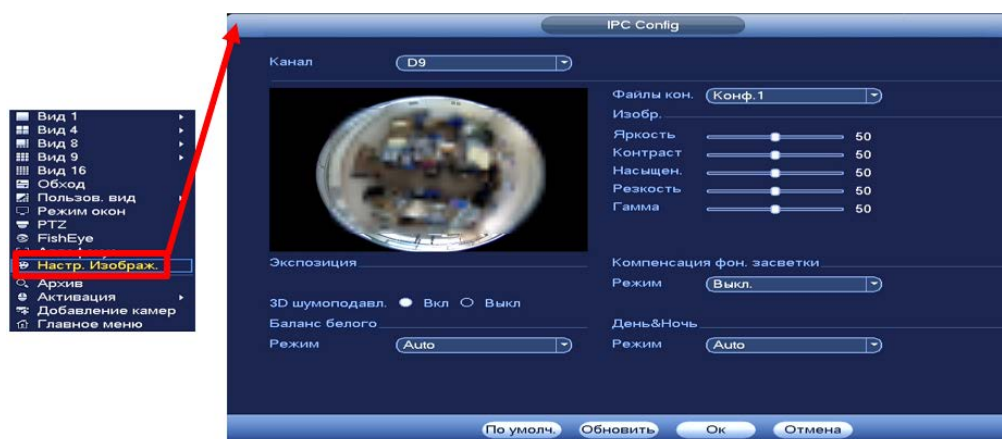 IPC Config
Канал
D9
Файлы кон.
Конф.1
Изобр.
Яркость
50
Контраст
50
Насыщен.
50
Резкость
50
Гамма
50
Экспозиция
Компенсация фон. засветки
Режим
Выкл.
3D шумоподавл.
Вкл
Выкл
Баланс белого
День&Ночь
Режим
Auto
Режим
Auto
По умолч.
Обновить
Ок
Отмена
Вид 1
Вид 4
Вид 8
Вид 9
Вид 16
Обход
Пользов. вид
Режим окон
PTZ
FishEye
Настр. Изображ.
Архив
Активация
Добавление камер
Главное меню